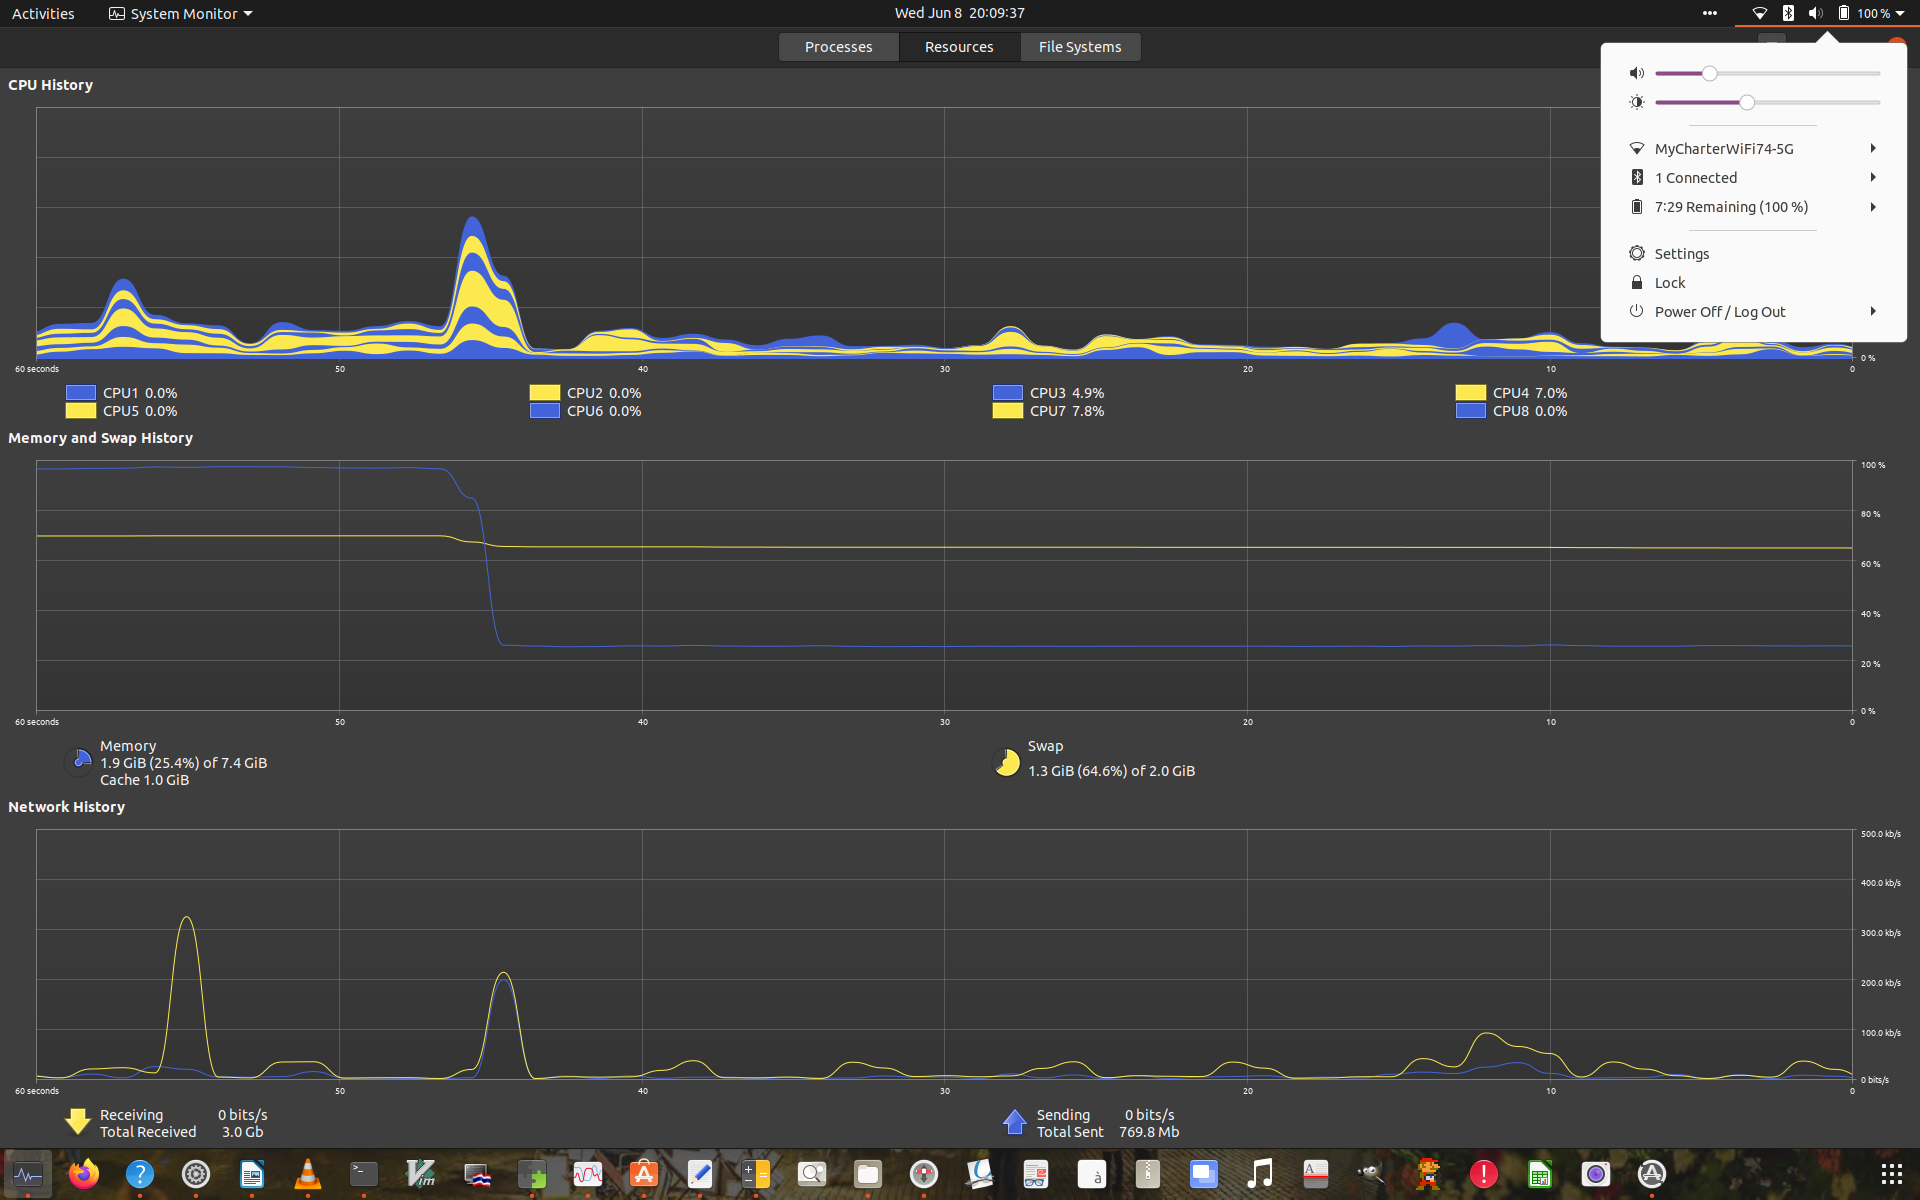 Activities
System Monitor
Wed Jun 8 20:09:37
100 %
Processes
Resources
File Systems
CPU History
MyCharterWiFi74-5G
1 Connected
7:29 Remaining (100 %)
Settings
Lock
Power Off / Log Out
0 %
60 seconds 50 40 30 20 10 0
CPU1 0.0% CPU2 0.0% CPU3 4.9% CPU4 7.0%
CPU5 0.0% CPU6 0.0% CPU7 7.8% CPU8 0.0%
Memory and Swap History
100 %
80 %
60 %
40 %
20 %
0 %
60 seconds 50 40 30 20 10 0
Memory
1.9 GiB (25.4%) of 7.4 GiB
Cache 1.0 GiB
Swap
1.3 GiB (64.6%) of 2.0 GiB
Network History
500.0 kb/s
400.0 kb/s
300.0 kb/s
200.0 kb/s
100.0 kb/s
0 bits/s
60 seconds 50 40 30 20 10 0
Receiving 0 bits/s
Total Received 3.0 Gb
Sending 0 bits/s
Total Sent 769.8 Mb